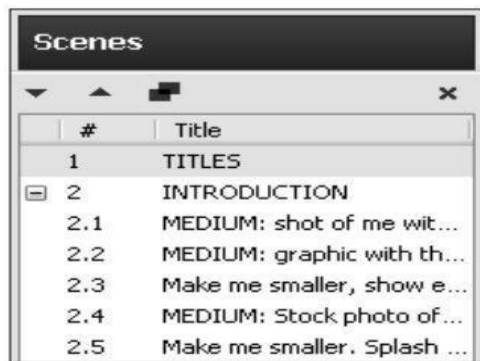 Scenes
# Title
1 TITLES
2 INTRODUCTION
2.1 MEDIUM: shot of me wit...
2.2 MEDIUM: graphic with th...
2.3 Make me smaller, show e...
2.4 MEDIUM: Stock photo of...
2.5 Make me smaller. Splash ...